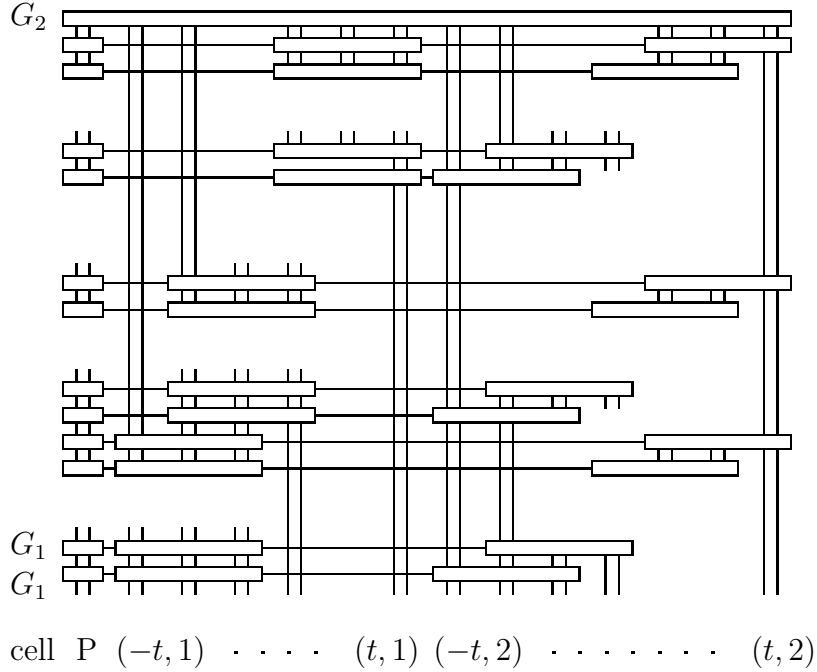 G₂
G₁
G₁
cell P (−t, 1) · · · · (t, 1) (−t, 2) · · · · · · · (t, 2)